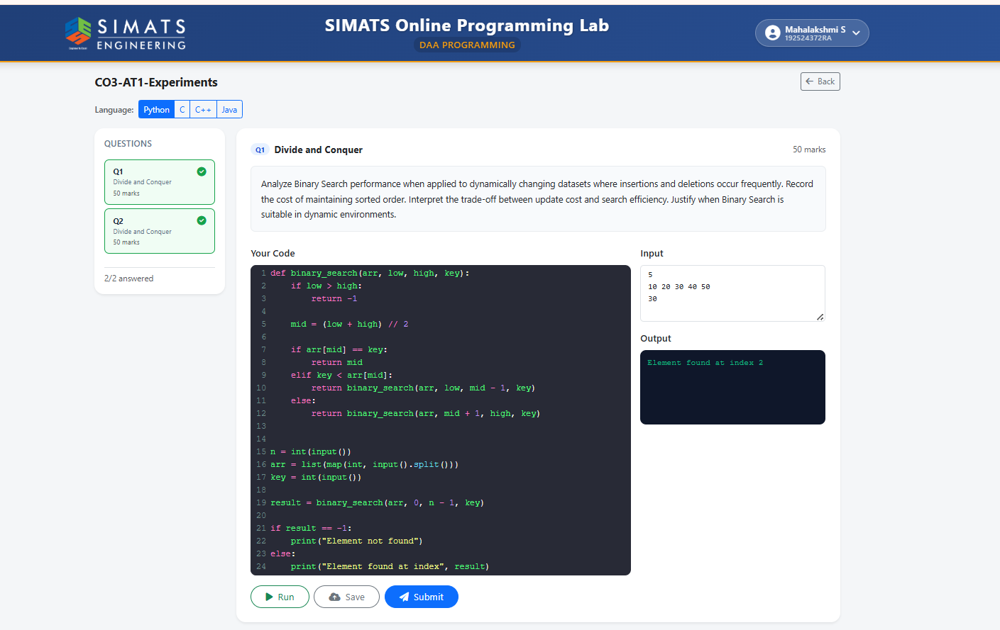 SIMATS
ENGINEERING
Engineer to Excel
SIMATS Online Programming Lab
DAA PROGRAMMING
Mahalakshmi S
192524372RA
CO3-AT1-Experiments
Back
Language: Python C C++ Java
QUESTIONS
Q1
Divide and Conquer
50 marks
Q2
Divide and Conquer
50 marks
2/2 answered
Q1 Divide and Conquer 50 marks
Analyze Binary Search performance when applied to dynamically changing datasets where insertions and deletions occur frequently. Record
the cost of maintaining sorted order. Interpret the trade-off between update cost and search efficiency. Justify when Binary Search is
suitable in dynamic environments.
Your Code
1 def binary_search(arr, low, high, key):
2     if low > high:
3         return -1
4
5     mid = (low + high) // 2
6
7     if arr[mid] == key:
8         return mid
9     elif key < arr[mid]:
10         return binary_search(arr, low, mid - 1, key)
11     else:
12         return binary_search(arr, mid + 1, high, key)
13
14
15 n = int(input())
16 arr = list(map(int, input().split()))
17 key = int(input())
18
19 result = binary_search(arr, 0, n - 1, key)
20
21 if result == -1:
22     print("Element not found")
23 else:
24     print("Element found at index", result)
Input
5
10 20 30 40 50
30
Output
Element found at index 2
Run Save Submit